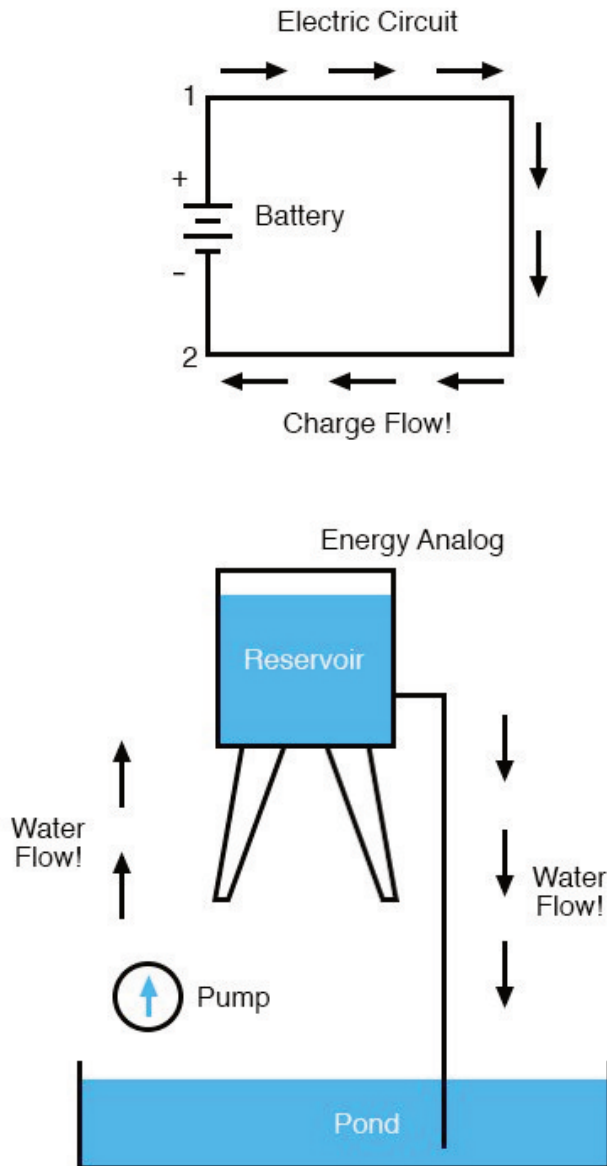 Electric Circuit
1
+
Battery
−
2
Charge Flow!
Energy Analog
Reservoir
Water
Flow!
Water
Flow!
Pump
Pond